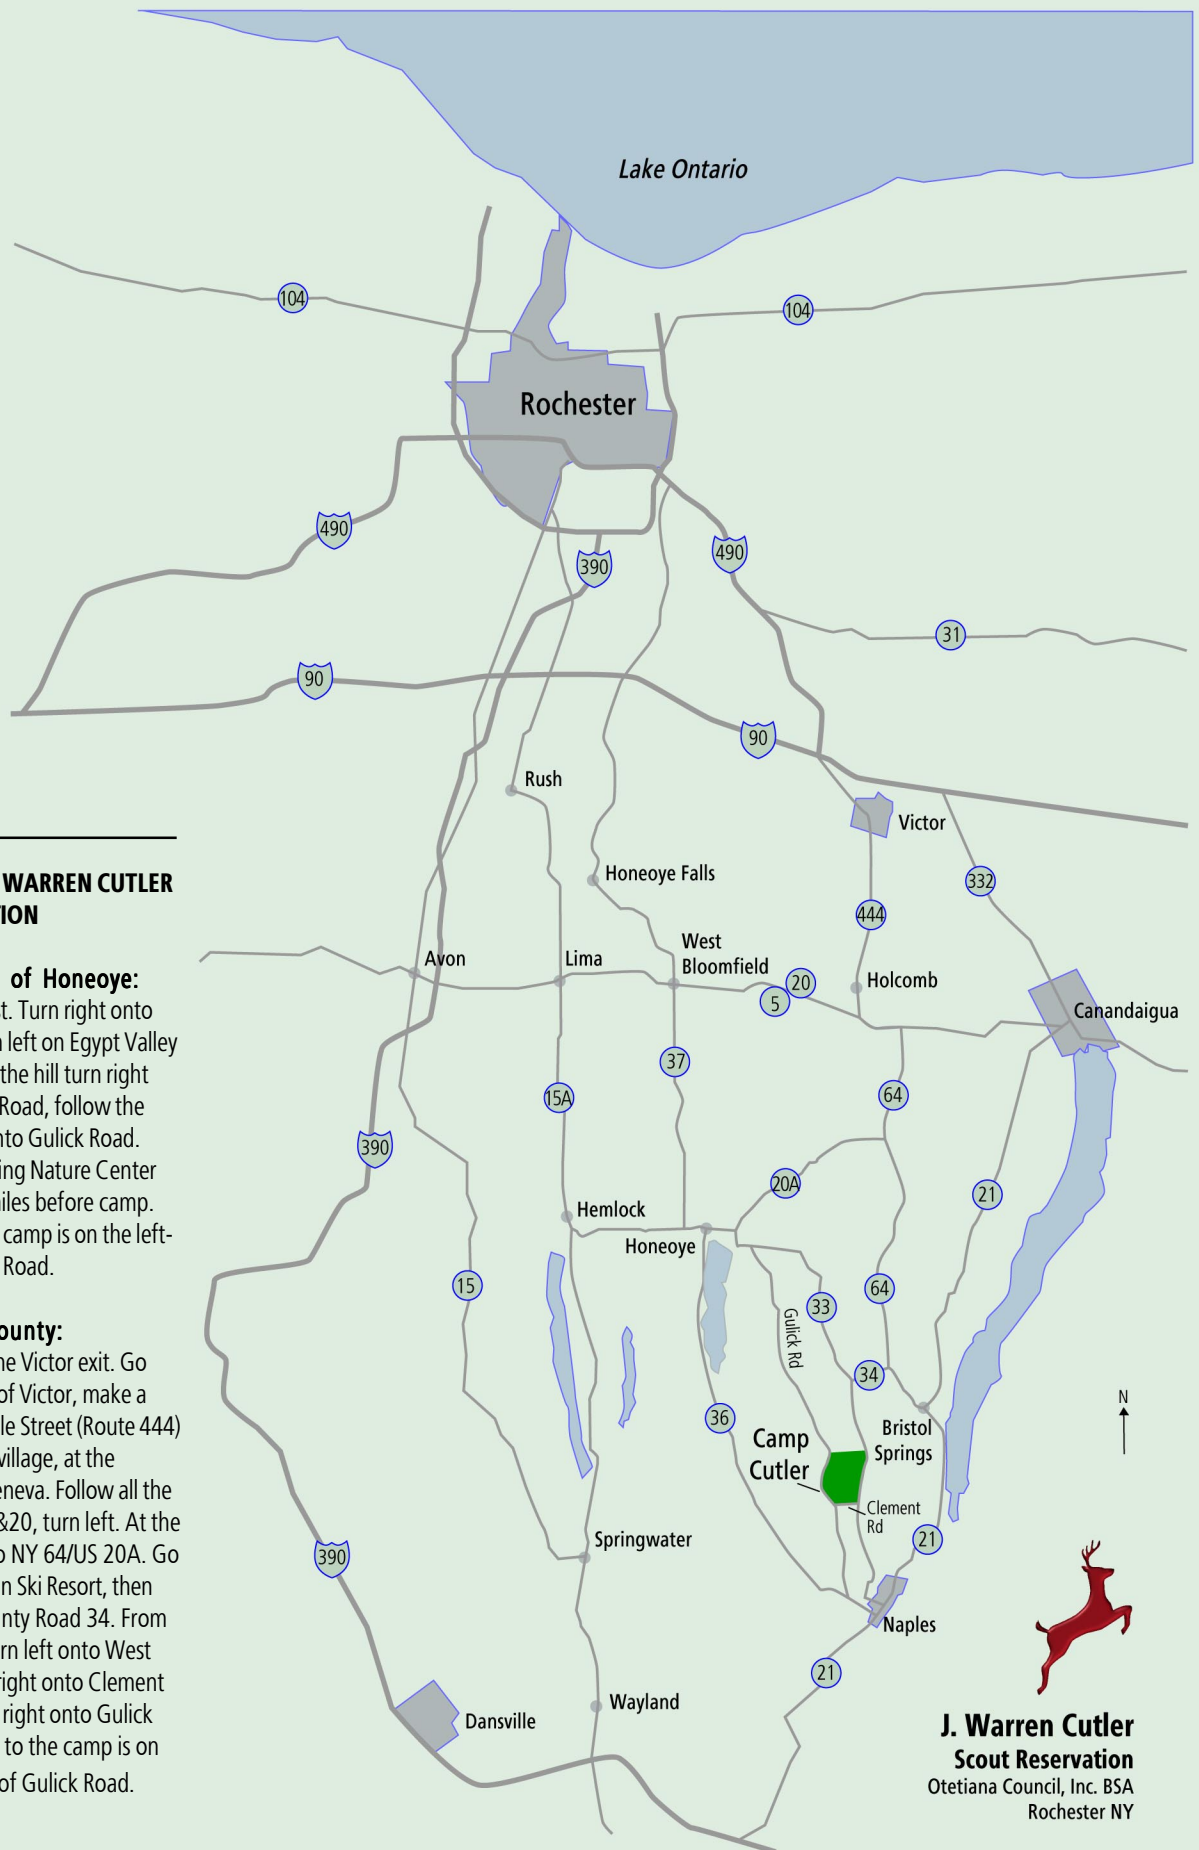 Lake Ontario
104
104
Rochester
490
390
490
31
90
90
Rush
Victor
Honeoye Falls
332
444
Avon
Lima
West
Bloomfield
20
5
Holcomb
Canandaigua
37
15A
64
390
20A
21
Hemlock
Honeoye
15
64
33
Gulick Rd
34
36
Bristol
Springs
N
Camp
Cutler
Clement
Rd
Springwater
21
390
Naples
21
Wayland
Dansville
WARREN CUTLER
ION
of Honeoye:
st. Turn right onto
left on Egypt Valley
the hill turn right
Road, follow the
nto Gulick Road.
ing Nature Center
iles before camp.
camp is on the left-
Road.
ounty:
he Victor exit. Go
of Victor, make a
le Street (Route 444)
village, at the
eneva. Follow all the
&20, turn left. At the
o NY 64/US 20A. Go
n Ski Resort, then
nty Road 34. From
rn left onto West
right onto Clement
right onto Gulick
to the camp is on
of Gulick Road.
J. Warren Cutler
Scout Reservation
Otetiana Council, Inc. BSA
Rochester NY